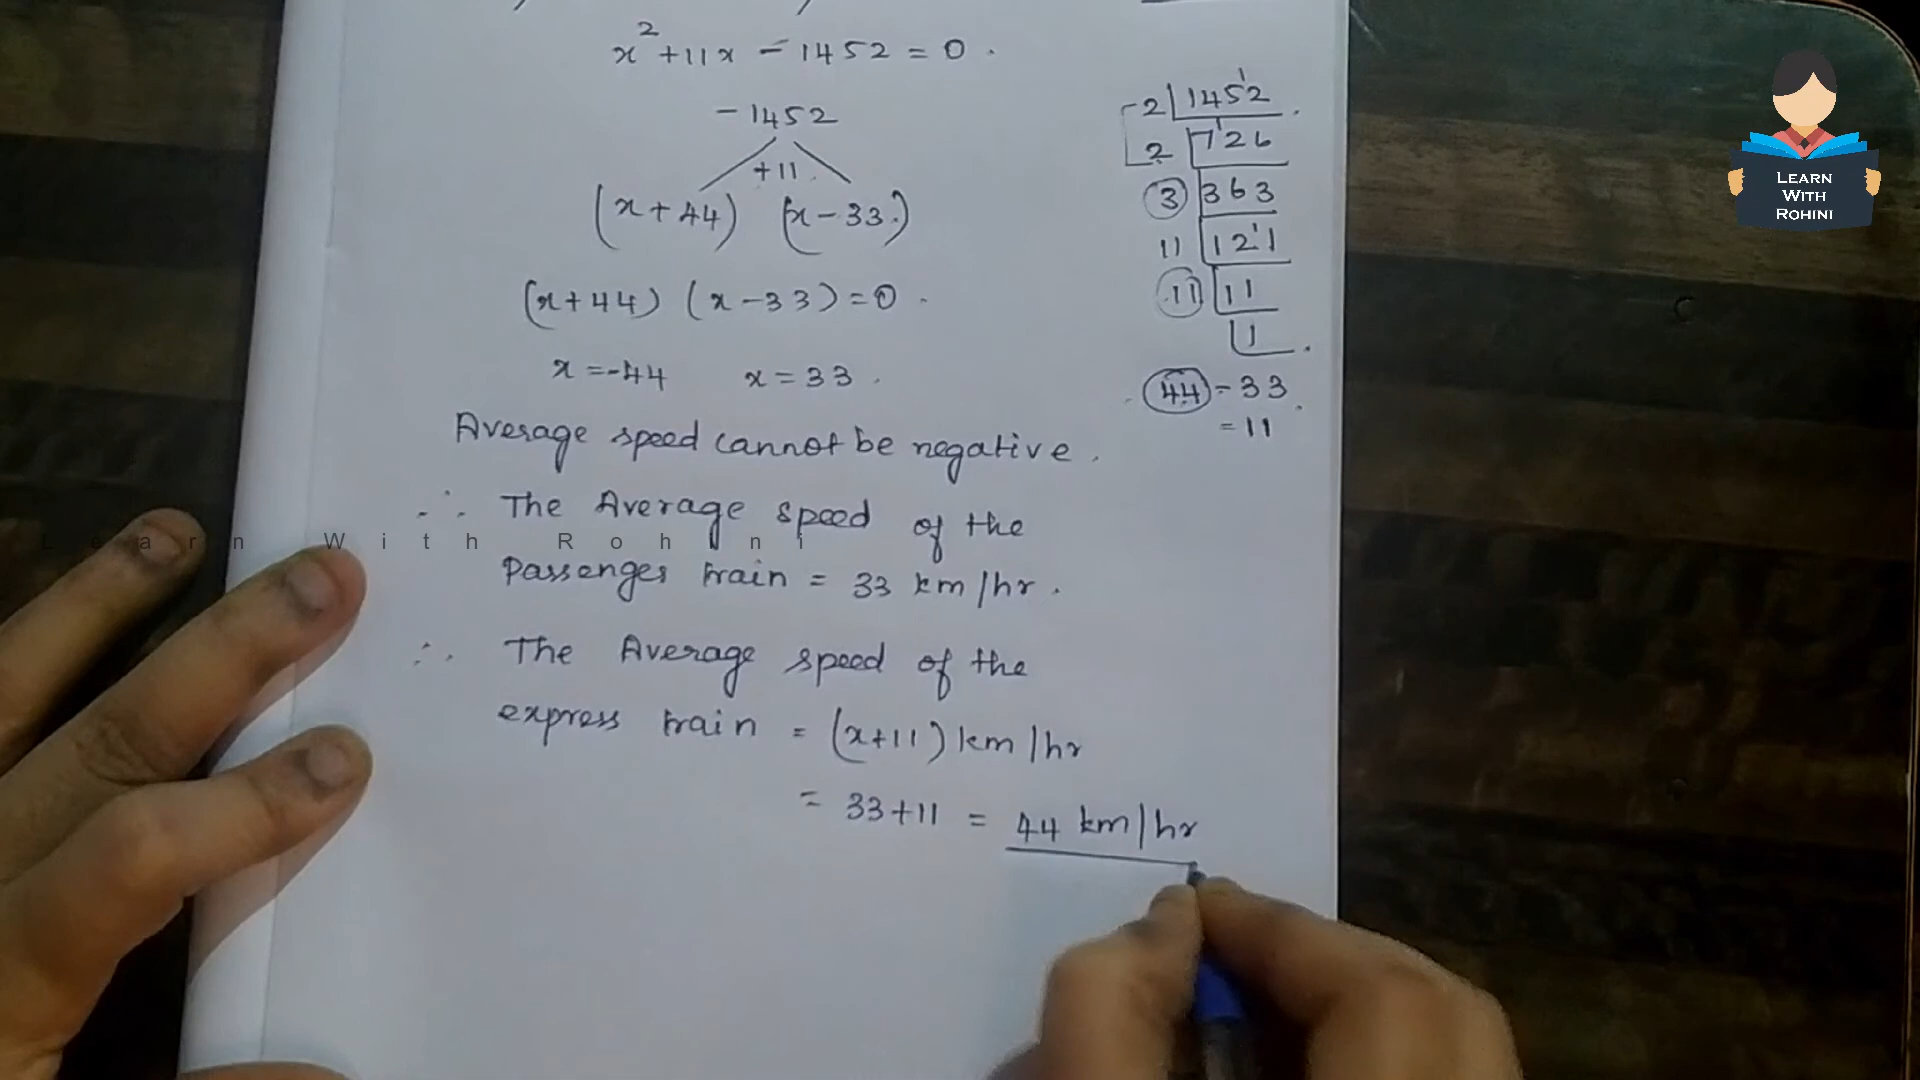 x² + 11x - 1452 = 0.
-1452
+11
(x + 44) (x - 33)
(x + 44) (x - 33) = 0
x = -44 x = 33
Average speed cannot be negative.
∴ The Average speed of the
Passenger train = 33 km/hr.
∴ The Average speed of the
express train = (x+11) km/hr
= 33+11 = 44 km/hr
2 1452
2 726
3 363
11 121
11 11
1
44 - 33
= 11
LEARN
WITH
ROHINI
Learn With Rohini